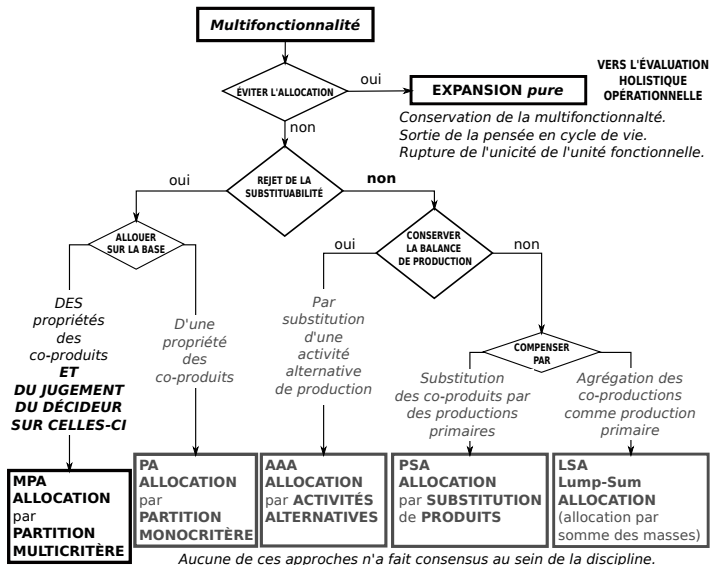 Multifonctionnalité
ÉVITER L'ALLOCATION
oui
EXPANSION pure
VERS L'ÉVALUATION
HOLISTIQUE
OPÉRATIONNELLE
Conservation de la multifonctionnalté.
Sortie de la pensée en cycle de vie.
Rupture de l'unicité de l'unité fonctionnelle.
non
REJET DE LA
SUBSTITUABILITÉ
oui
non
ALLOUER
SUR LA BASE
CONSERVER
LA BALANCE
DE PRODUCTION
oui
non
DES
propriétés
des
co-produits
ET
DU JUGEMENT
DU DÉCIDEUR
SUR CELLES-CI
D'une
propriété
des
co-produits
Par
substitution
d'une
activité
alternative
de production
COMPENSER
PAR
Substitution
des co-produits par
des productions
primaires
Agrégation des
co-productions
comme production
primaire
MPA
ALLOCATION
par
PARTITION
MULTICRITÈRE
PA
ALLOCATION
par
PARTITION
MONOCRITÈRE
AAA
ALLOCATION
par ACTIVITÉS
ALTERNATIVES
PSA
ALLOCATION
par SUBSTITUTION
de PRODUITS
LSA
Lump-Sum
ALLOCATION
(allocation par
somme des masses)
Aucune de ces approches n'a fait consensus au sein de la discipline.